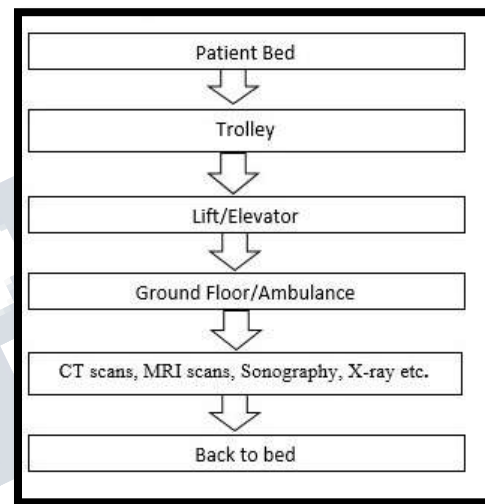 Patient Bed
Trolley
Lift/Elevator
Ground Floor/Ambulance
CT scans, MRI scans, Sonography, X-ray etc.
Back to bed